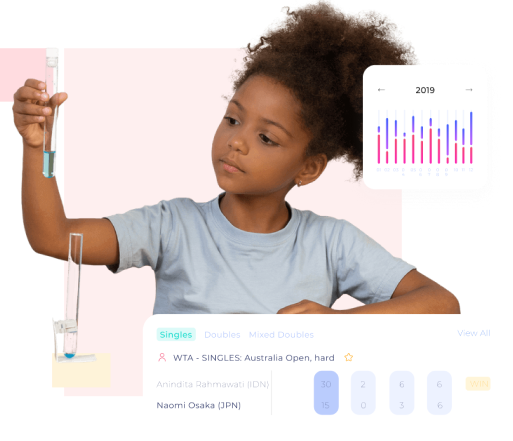 ← 2019 →
Singles Doubles Mixed Doubles View All
WTA - SINGLES: Australia Open, hard
Anindita Rahmawati (IDN) 30 2 6 6 WIN
Naomi Osaka (JPN) 15 0 3 6